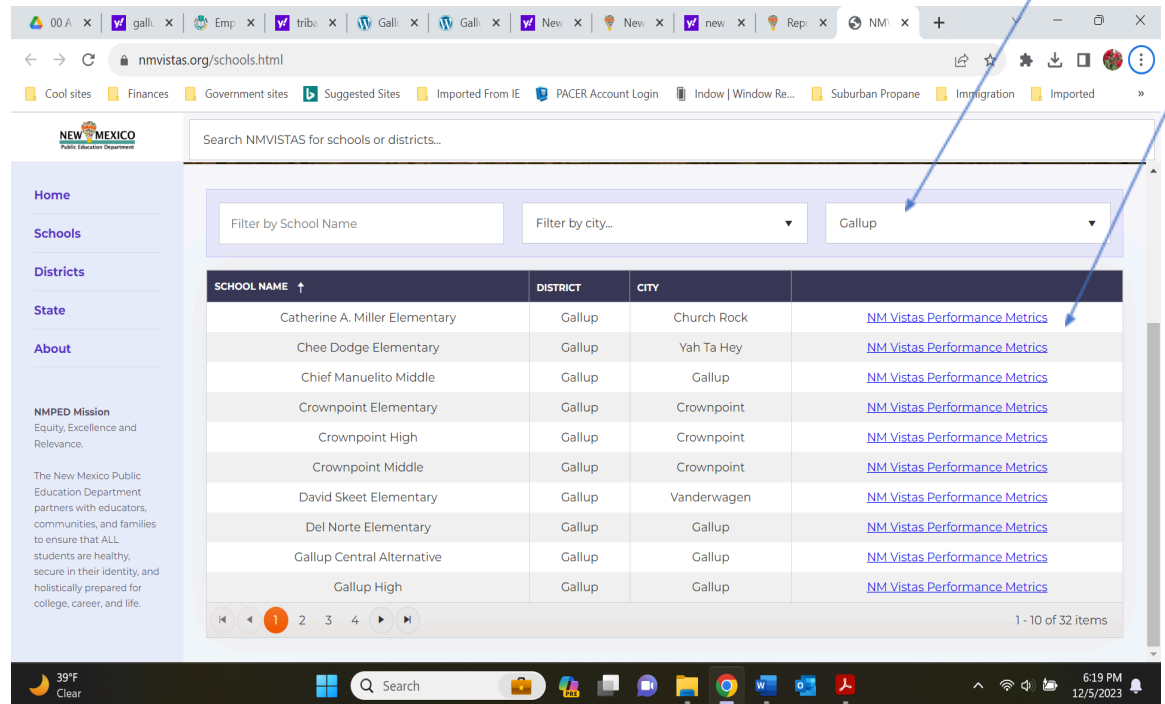 00 A
gallu
Emp
triba
Gallu
Gallu
New
New
new
Repo
NMV
nmvistas.org/schools.html
Cool sites Finances Government sites Suggested Sites Imported From IE PACER Account Login Indow | Window Re... Suburban Propane Immigration Imported »
NEW MEXICO
Public Education Department
Search NMVISTAS for schools or districts...
Home
Schools
Districts
State
About
NMPED Mission
Equity, Excellence and
Relevance.
The New Mexico Public
Education Department
partners with educators,
communities, and families
to ensure that ALL
students are healthy,
secure in their identity, and
holistically prepared for
college, career, and life.
Filter by School Name Filter by city... Gallup
SCHOOL NAME ↑ DISTRICT CITY
Catherine A. Miller Elementary Gallup Church Rock NM Vistas Performance Metrics
Chee Dodge Elementary Gallup Yah Ta Hey NM Vistas Performance Metrics
Chief Manuelito Middle Gallup Gallup NM Vistas Performance Metrics
Crownpoint Elementary Gallup Crownpoint NM Vistas Performance Metrics
Crownpoint High Gallup Crownpoint NM Vistas Performance Metrics
Crownpoint Middle Gallup Crownpoint NM Vistas Performance Metrics
David Skeet Elementary Gallup Vanderwagen NM Vistas Performance Metrics
Del Norte Elementary Gallup Gallup NM Vistas Performance Metrics
Gallup Central Alternative Gallup Gallup NM Vistas Performance Metrics
Gallup High Gallup Gallup NM Vistas Performance Metrics
1 2 3 4 1 - 10 of 32 items
39°F
Clear
Search
PRE
6:19 PM
12/5/2023